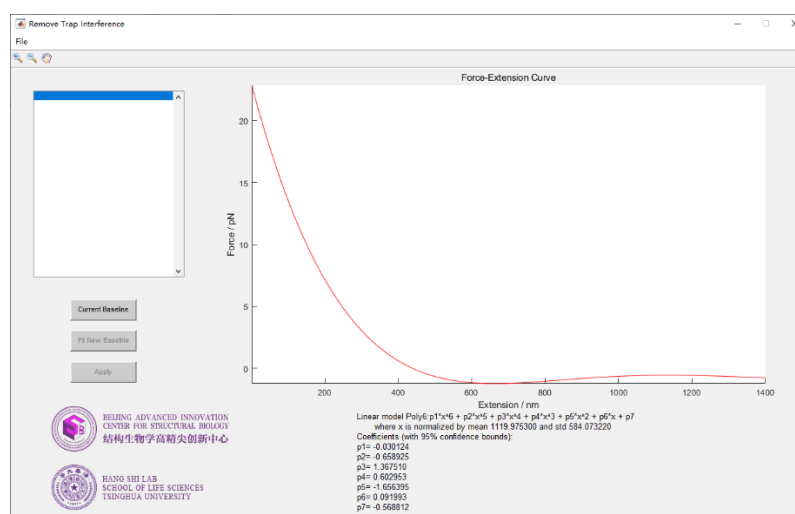 Remove Trap Interference
File
Force-Extension Curve
Force / pN
20
15
10
5
0
200
400
600
800
1000
1200
1400
Extension / nm
Current Baseline
Fit New Baseline
Apply
BEIJING ADVANCED INNOVATION
CENTER FOR STRUCTURAL BIOLOGY
结构生物学高精尖创新中心
HANG SHI LAB
SCHOOL OF LIFE SCIENCES
TSINGHUA UNIVERSITY
Linear model Poly6:p1*x^6 + p2*x^5 + p3*x^4 + p4*x^3 + p5*x^2 + p6*x + p7
where x is normalized by mean 1119.975300 and std 584.073220
Coefficients (with 95% confidence bounds):
p1= -0.030124
p2= -0.658925
p3= 1.367510
p4= 0.602953
p5= -1.656395
p6= 0.091993
p7= -0.568812